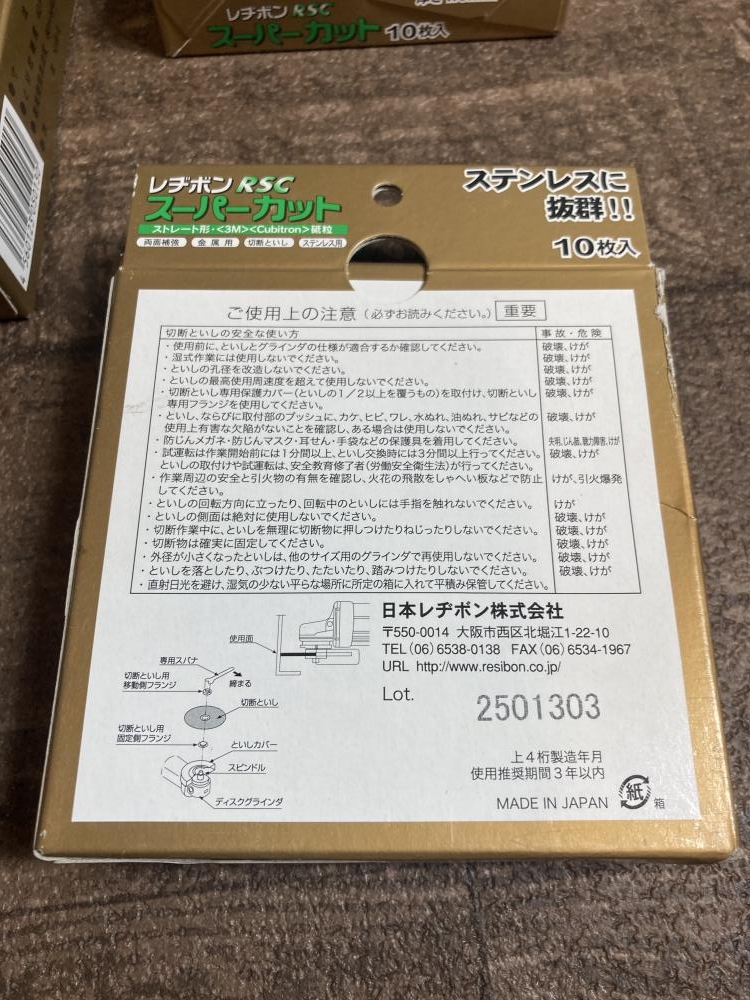 レヂボン RSC
スーパーカット 10枚入
レヂボン RSC
スーパーカット
ストレート形・<3M><Cubitron>砥粒
両面補強 金属用 切断といし ステンレス用
ステンレスに
抜群!!
10枚入
ご使用上の注意(必ずお読みください。) 重要
切断といしの安全な使い方 事故・危険
・使用前に、といしとグラインダの仕様が適合するか確認してください。 破壊、けが
・湿式作業には使用しないでください。 破壊、けが
・といしの孔径を改造しないでください。 破壊、けが
・といしの最高使用周速度を超えて使用しないでください。 破壊、けが
・切断といし専用保護カバー(といしの1/2以上を覆うもの)を取付け、切断といし 破壊、けが
専用フランジを使用してください。
・といし、ならびに取付部のブッシュに、カケ、ヒビ、ワレ、水ぬれ、油ぬれ、サビなどの 破壊、けが
使用上有害な欠陥がないことを確認し、ある場合は使用しないでください。
・防じんメガネ・防じんマスク・耳せん・手袋などの保護具を着用してください。 失明、じん肺、聴力障害、けが
・試運転は作業開始前には1分間以上、といし交換時には3分間以上行ってください。 破壊、けが
といしの取付けや試運転は、安全教育修了者(労働安全衛生法)が行ってください。
・作業周辺の安全と引火物の有無を確認し、火花の飛散をしゃへい板などで防止 けが、引火爆発
してください。
・といしの回転方向に立ったり、回転中のといしには手指を触れないでください。 けが
・といしの側面は絶対に使用しないでください。 破壊、けが
・切断作業中に、といしを無理に切断物に押しつけたりねじったりしないでください。 破壊、けが
・切断物は確実に固定してください。 破壊、けが
・外径が小さくなったといしは、他のサイズ用のグラインダで再使用しないでください。 破壊、けが
・といしを落としたり、ぶつけたり、たたいたり、踏みつけたりしないでください。 破壊、けが
・直射日光を避け、湿気の少ない平らな場所に所定の箱に入れて平積み保管してください。
日本レヂボン株式会社
〒550-0014 大阪市西区北堀江1-22-10
TEL(06)6538-0138 FAX(06)6534-1967
URL http://www.resibon.co.jp/
Lot. 2501303
上4桁製造年月
使用推奨期間3年以内
MADE IN JAPAN 紙 箱
使用面
専用スパナ
切断といし用
移動側フランジ
締まる
切断といし
切断といし用
固定側フランジ
といしカバー
スピンドル
ディスクグラインダ